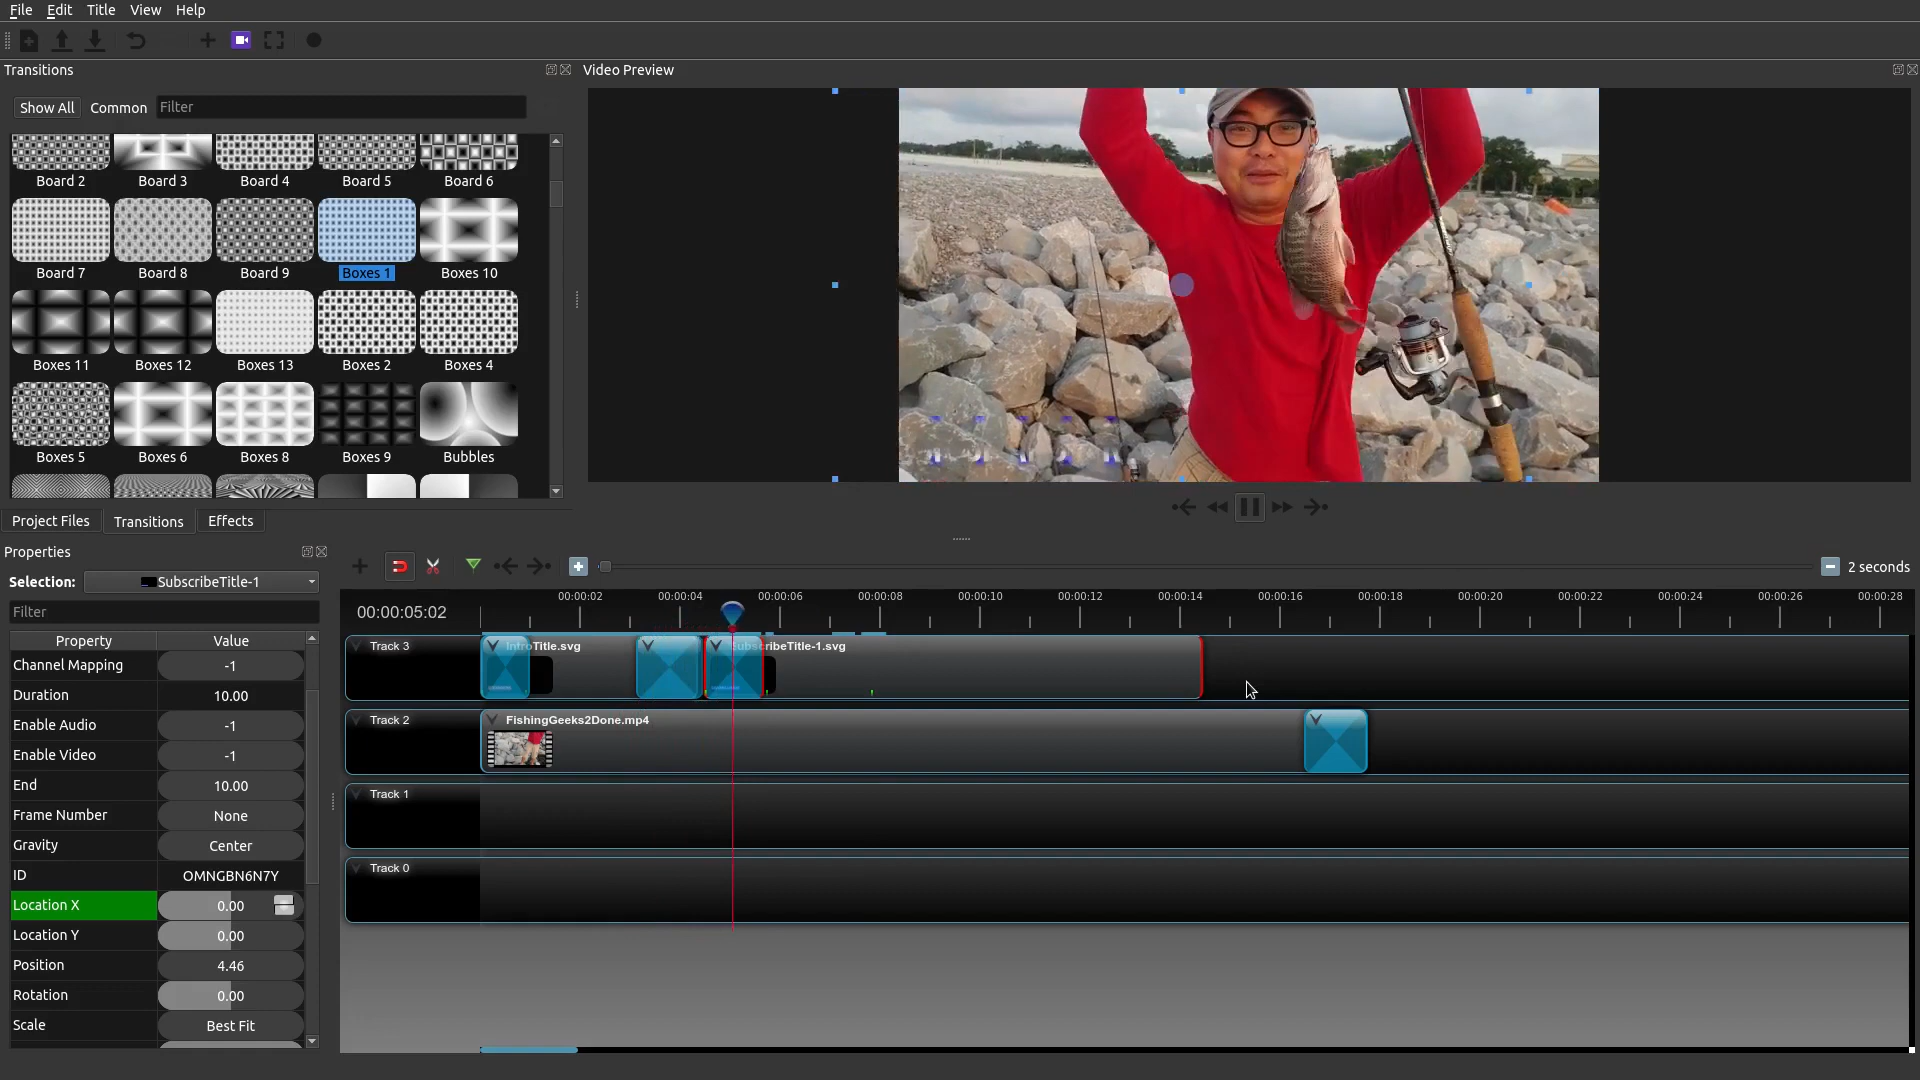 File Edit Title View Help
Transitions
Video Preview
Show All Common Filter
Board 2 Board 3 Board 4 Board 5 Board 6
Board 7 Board 8 Board 9 Boxes 1 Boxes 10
Boxes 11 Boxes 12 Boxes 13 Boxes 2 Boxes 4
Boxes 5 Boxes 6 Boxes 8 Boxes 9 Bubbles
Project Files Transitions Effects
Properties
Selection: SubscribeTitle-1
Filter
Property Value
Channel Mapping -1
Duration 10.00
Enable Audio -1
Enable Video -1
End 10.00
Frame Number None
Gravity Center
ID OMNGBN6N7Y
Location X 0.00
Location Y 0.00
Position 4.46
Rotation 0.00
Scale Best Fit
2 seconds
00:00:05:02
00:00:02 00:00:04 00:00:06 00:00:08 00:00:10 00:00:12 00:00:14 00:00:16 00:00:18 00:00:20 00:00:22 00:00:24 00:00:26 00:00:28
Track 3 IntroTitle.svg SubscribeTitle-1.svg
Track 2 FishingGeeks2Done.mp4
Track 1
Track 0